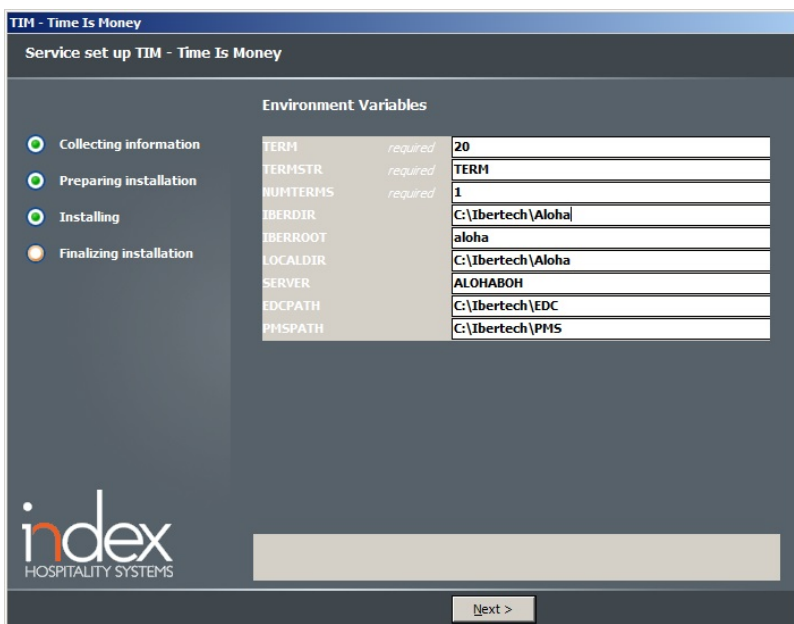 TIM - Time Is Money
Service set up TIM - Time Is Money
Environment Variables
Collecting information
Preparing installation
Installing
Finalizing installation
TERM required 20
TERMSTR required TERM
NUMTERMS required 1
IBERDIR C:\Ibertech\Aloha
IBERROOT aloha
LOCALDIR C:\Ibertech\Aloha
SERVER ALOHABOH
EDCPATH C:\Ibertech\EDC
PMSPATH C:\Ibertech\PMS
index
HOSPITALITY SYSTEMS
Next >